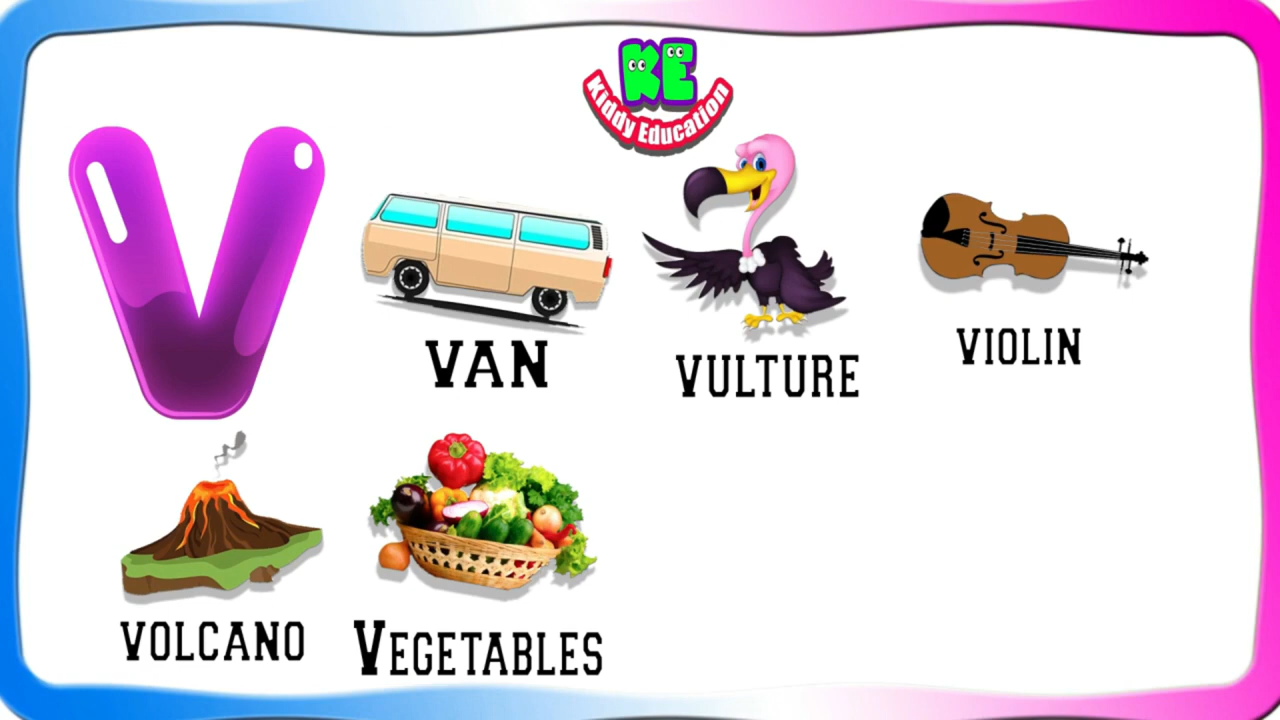 KE
Kiddy Education
V
VAN
VULTURE
VIOLIN
VOLCANO
VEGETABLES